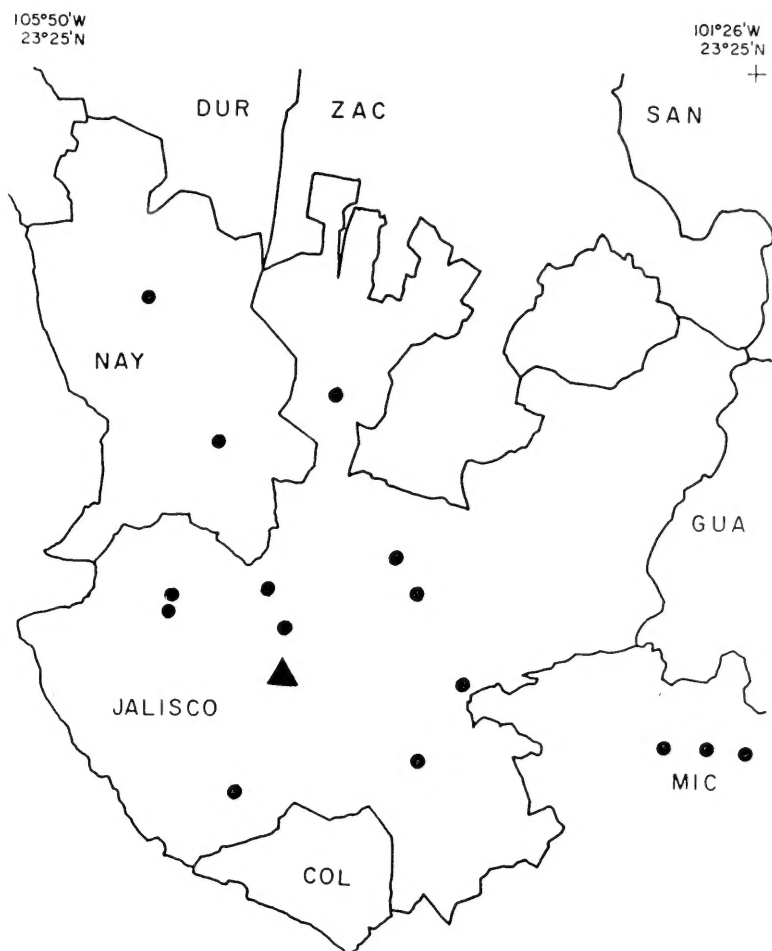 105°50'W
23°25'N
101°26'W
23°25'N
DUR
ZAC
SAN
NAY
GUA
JALISCO
MIC
COL